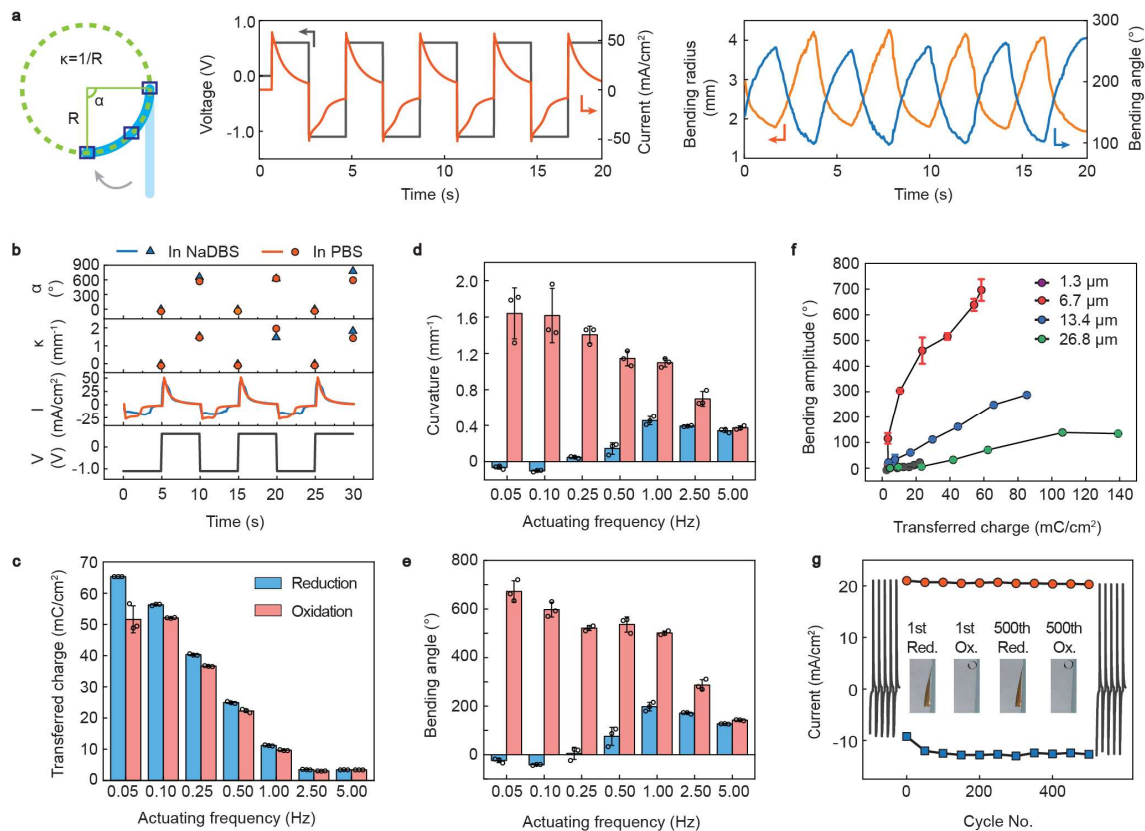 a
κ=1/R
α
R
Voltage (V)
1.0
0.0
-1.0
50
0
-50
Current (mA/cm²)
0 5 10 15 20
Time (s)
Bending radius
(mm)
4
3
2
1
300
200
100
Bending angle (°)
0 5 10 15 20
Time (s)
b
In NaDBS In PBS
α
(°)
900
600
300
0
κ
(mm⁻¹)
2
0
I
(mA/cm²)
50
25
0
-25
V
(V)
0
-1.0
0 5 10 15 20 25 30
Time (s)
c
Transferred charge (mC/cm²)
70
60
50
40
30
20
10
0
Reduction
Oxidation
0.05 0.10 0.25 0.50 1.00 2.50 5.00
Actuating frequency (Hz)
d
Curvature (mm⁻¹)
2.0
1.6
1.2
0.8
0.4
0
0.05 0.10 0.25 0.50 1.00 2.50 5.00
Actuating frequency (Hz)
e
Bending angle (°)
800
600
400
200
0
0.05 0.10 0.25 0.50 1.00 2.50 5.00
Actuating frequency (Hz)
f
Bending amplitude (°)
800
700
600
500
400
300
200
100
0
1.3 µm
6.7 µm
13.4 µm
26.8 µm
0 20 40 60 80 100 120 140
Transferred charge (mC/cm²)
g
Current (mA/cm²)
20
10
0
-10
1st 1st 500th 500th
Red. Ox. Red. Ox.
0 200 400
Cycle No.